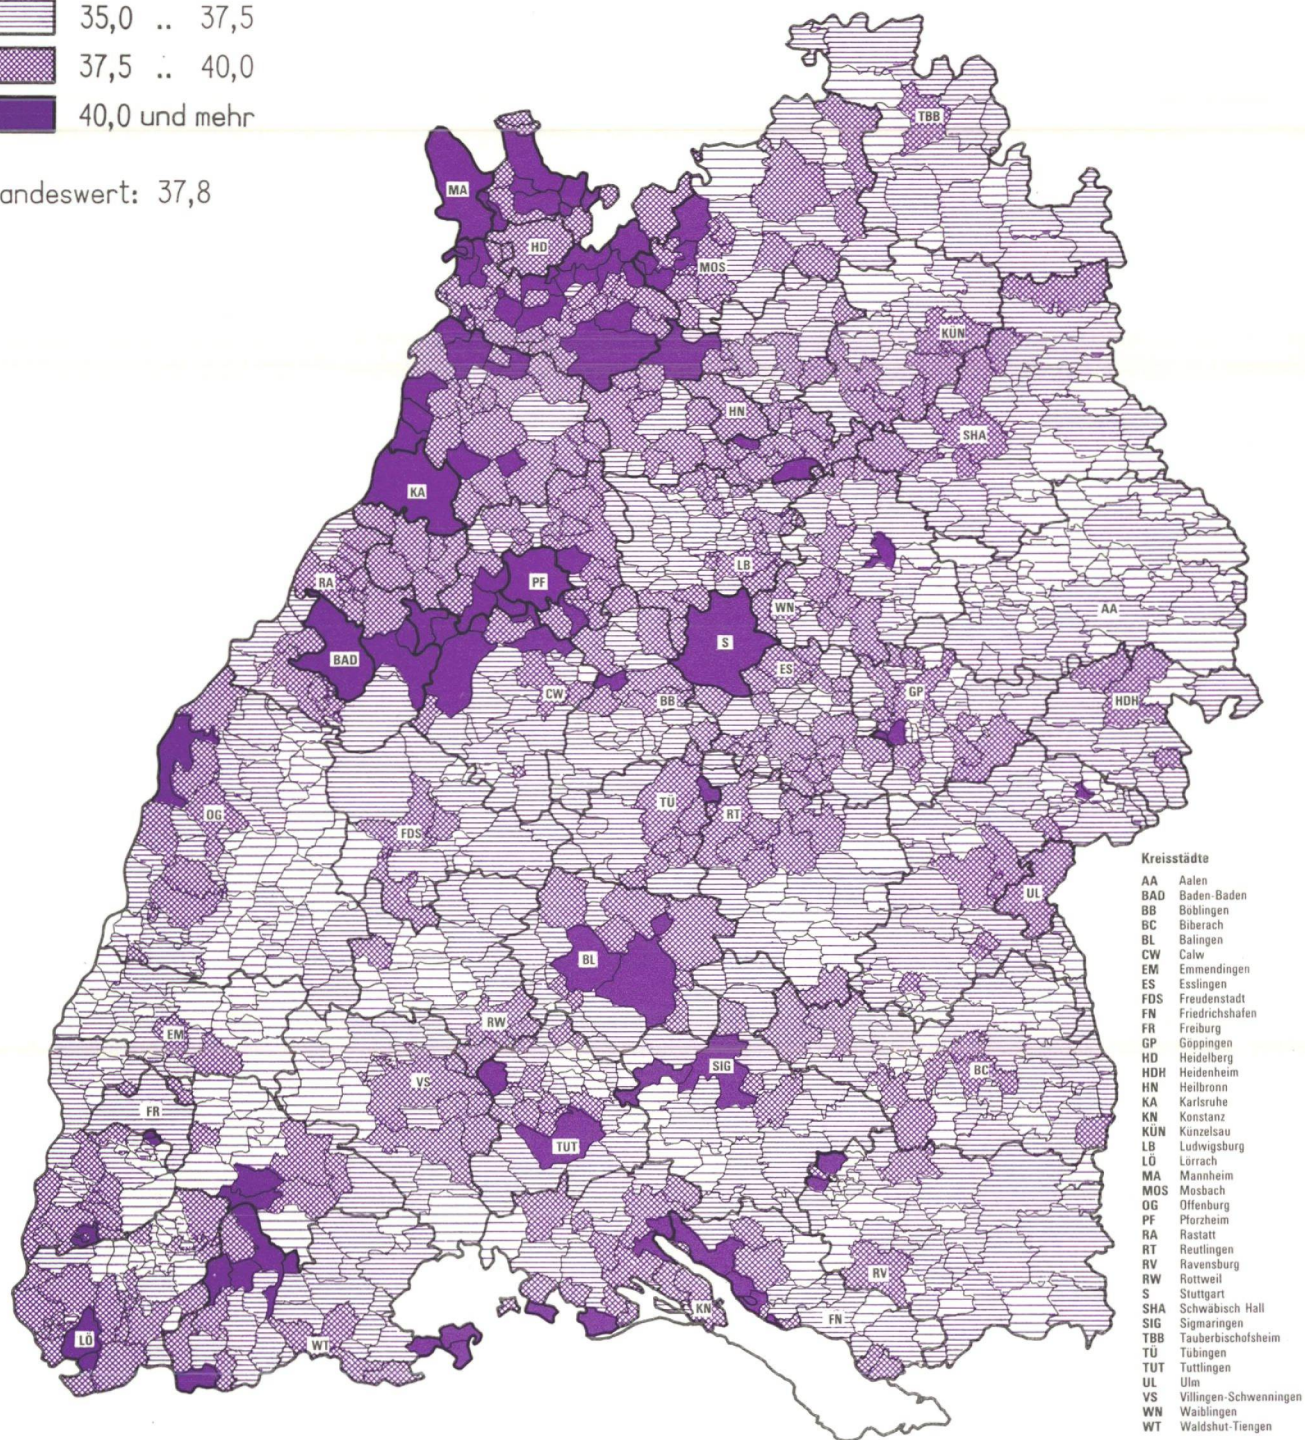 35,0 .. 37,5
37,5 .. 40,0
40,0 und mehr
andeswert: 37,8
TBB
MA
HD
MOS
KÜN
HN
SHA
KA
LB
PF
RA
WN
AA
S
BAD
ES
CW
BB
GP
HDH
TÜ
RT
OG
FDS
UL
BL
RW
EM
SIG
BC
VS
FR
TUT
RV
KN
FN
LÖ
WT
Kreisstädte
AA Aalen
BAD Baden-Baden
BB Böblingen
BC Biberach
BL Balingen
CW Calw
EM Emmendingen
ES Esslingen
FDS Freudenstadt
FN Friedrichshafen
FR Freiburg
GP Göppingen
HD Heidelberg
HDH Heidenheim
HN Heilbronn
KA Karlsruhe
KN Konstanz
KÜN Künzelsau
LB Ludwigsburg
LÖ Lörrach
MA Mannheim
MOS Mosbach
OG Offenburg
PF Pforzheim
RA Rastatt
RT Reutlingen
RV Ravensburg
RW Rottweil
S Stuttgart
SHA Schwäbisch Hall
SIG Sigmaringen
TBB Tauberbischofsheim
TÜ Tübingen
TUT Tuttlingen
UL Ulm
VS Villingen-Schwenningen
WN Waiblingen
WT Waldshut-Tiengen